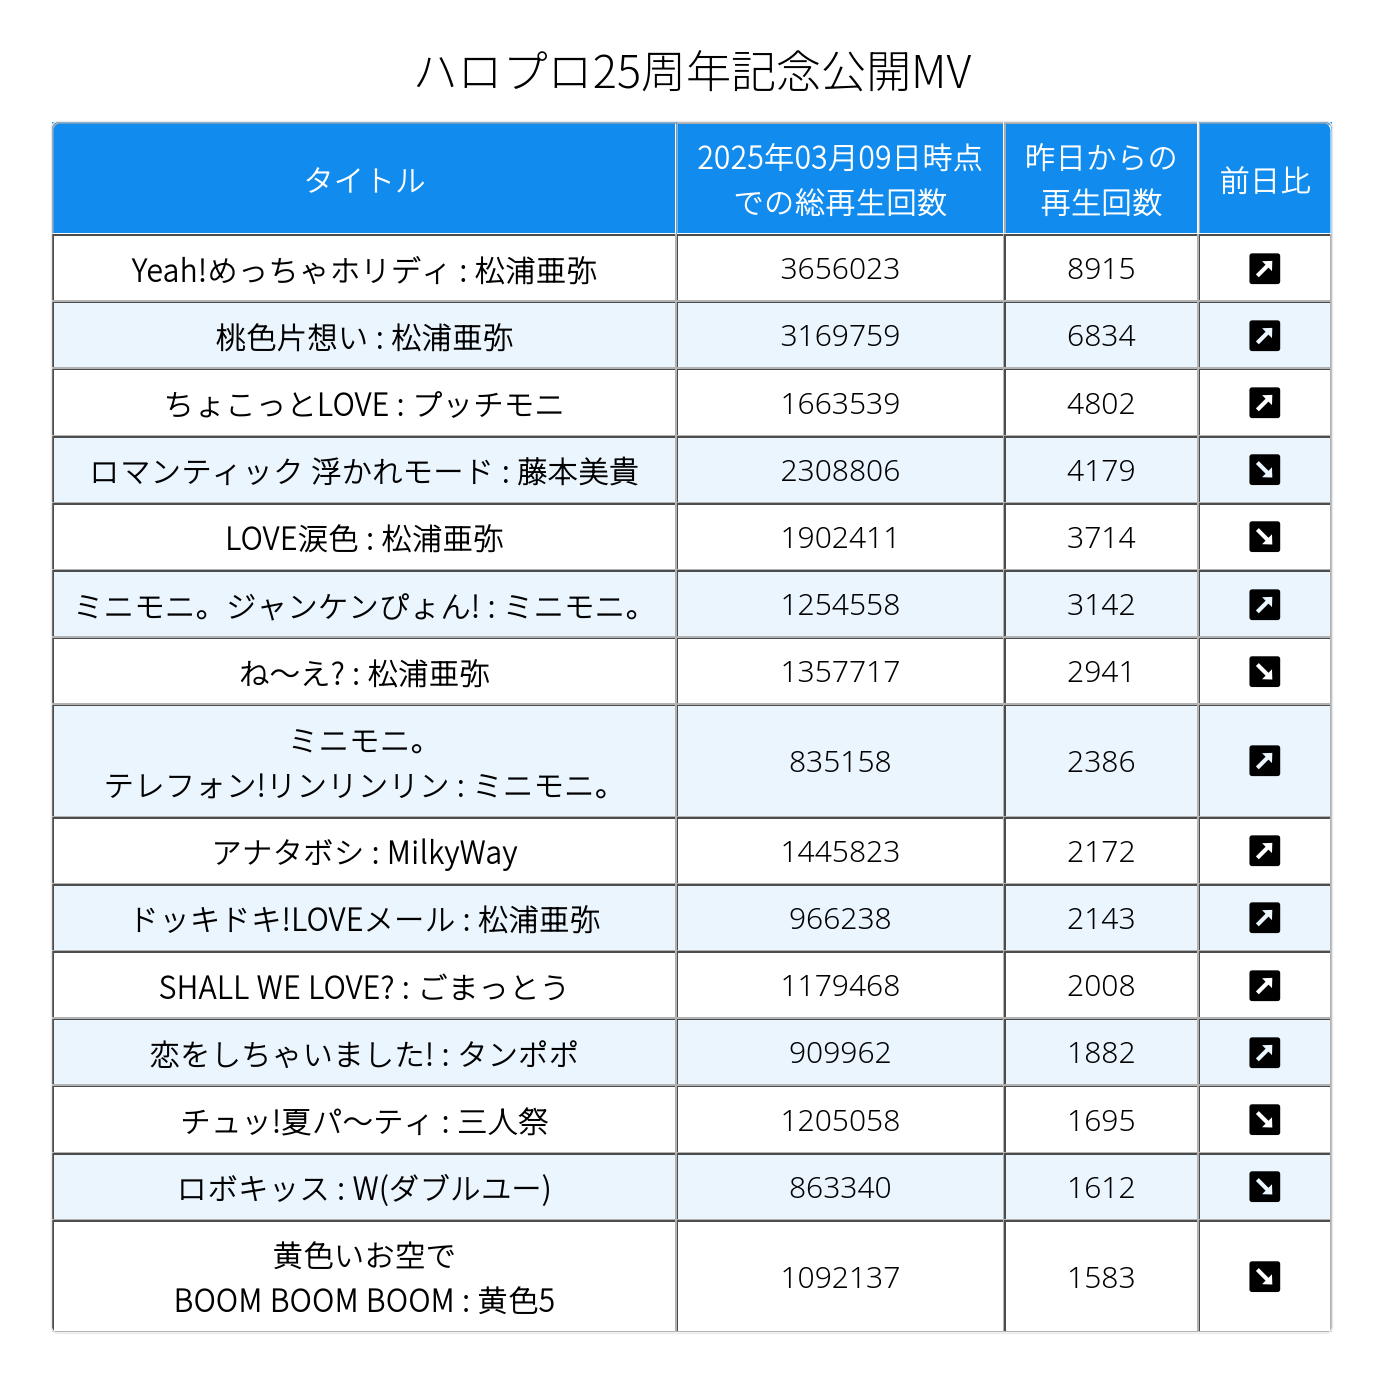 ハロプロ25周年記念公開MV
タイトル
2025年03月09日時点
での総再生回数
昨日からの
再生回数
前日比
Yeah!めっちゃホリディ : 松浦亜弥 3656023 8915
桃色片想い : 松浦亜弥 3169759 6834
ちょこっとLOVE : プッチモニ 1663539 4802
ロマンティック 浮かれモード : 藤本美貴 2308806 4179
LOVE涙色 : 松浦亜弥 1902411 3714
ミニモニ。ジャンケンぴょん! : ミニモニ。 1254558 3142
ね〜え? : 松浦亜弥 1357717 2941
ミニモニ。
テレフォン!リンリンリン : ミニモニ。 835158 2386
アナタボシ : MilkyWay 1445823 2172
ドッキドキ!LOVEメール : 松浦亜弥 966238 2143
SHALL WE LOVE? : ごまっとう 1179468 2008
恋をしちゃいました! : タンポポ 909962 1882
チュッ!夏パ〜ティ : 三人祭 1205058 1695
ロボキッス : W(ダブルユー) 863340 1612
黄色いお空で
BOOM BOOM BOOM : 黄色5 1092137 1583